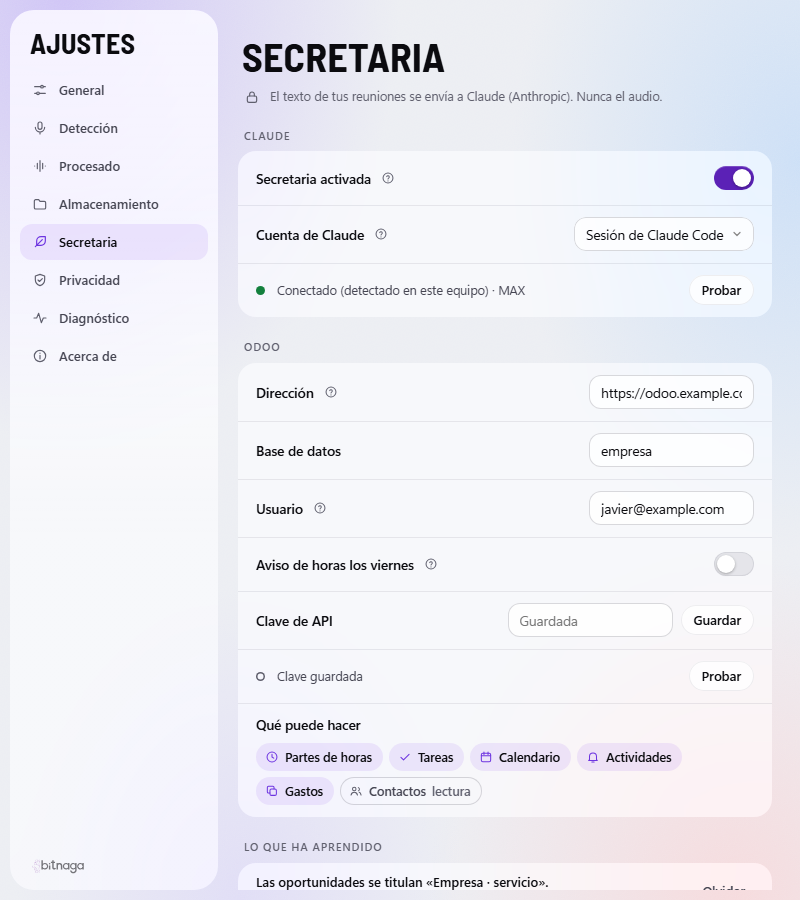 AJUSTES
General
Detección
Procesado
Almacenamiento
Secretaria
Privacidad
Diagnóstico
Acerca de
bitnaga
SECRETARIA
El texto de tus reuniones se envía a Claude (Anthropic). Nunca el audio.
CLAUDE
Secretaria activada
Cuenta de Claude
Sesión de Claude Code
Conectado (detectado en este equipo) · MAX
Probar
ODOO
Dirección
https://odoo.example.co
Base de datos
empresa
Usuario
javier@example.com
Aviso de horas los viernes
Clave de API
Guardada
Guardar
Clave guardada
Probar
Qué puede hacer
Partes de horas
Tareas
Calendario
Actividades
Gastos
Contactos lectura
LO QUE HA APRENDIDO
Las oportunidades se titulan «Empresa · servicio».
Olvidar